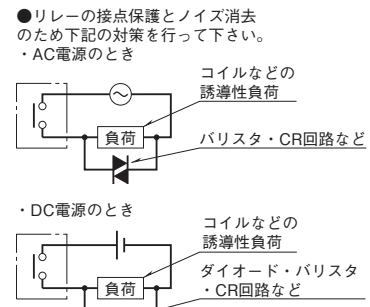 ●リレーの接点保護とノイズ消去
のため下記の対策を行って下さい。
・AC電源のとき
コイルなどの
誘導性負荷
負荷
バリスタ・CR回路など
・DC電源のとき
コイルなどの
誘導性負荷
ダイオード・バリスタ
・CR回路など
負荷